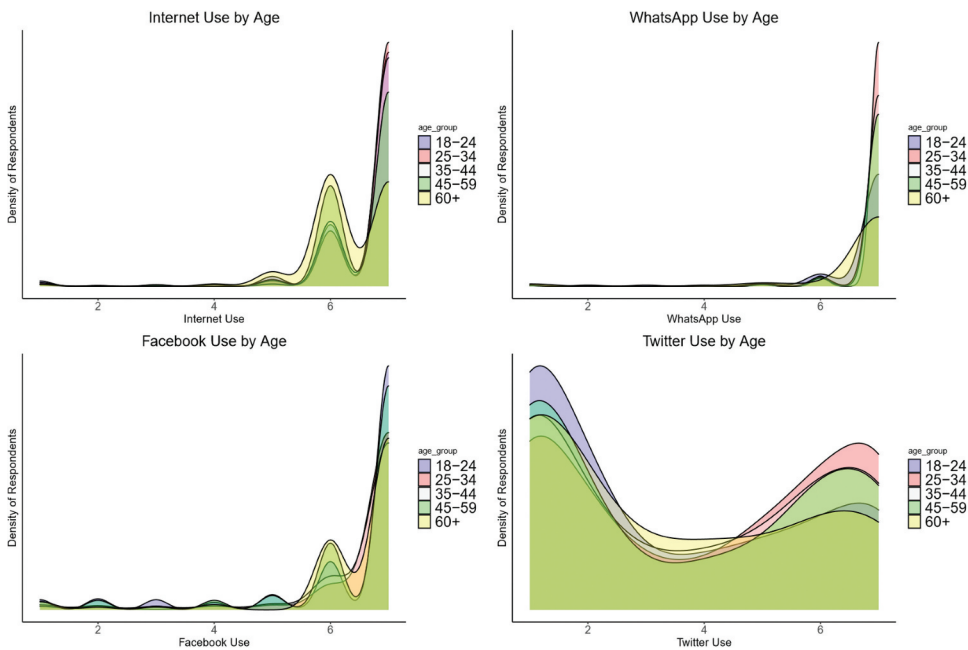 Internet Use by Age
Density of Respondents
age_group
18−24
25−34
35−44
45−59
60+
2
4
6
Internet Use
WhatsApp Use by Age
Density of Respondents
age_group
18−24
25−34
35−44
45−59
60+
2
4
6
WhatsApp Use
Facebook Use by Age
Density of Respondents
age_group
18−24
25−34
35−44
45−59
60+
2
4
6
Facebook Use
Twitter Use by Age
Density of Respondents
age_group
18−24
25−34
35−44
45−59
60+
2
4
6
Twitter Use